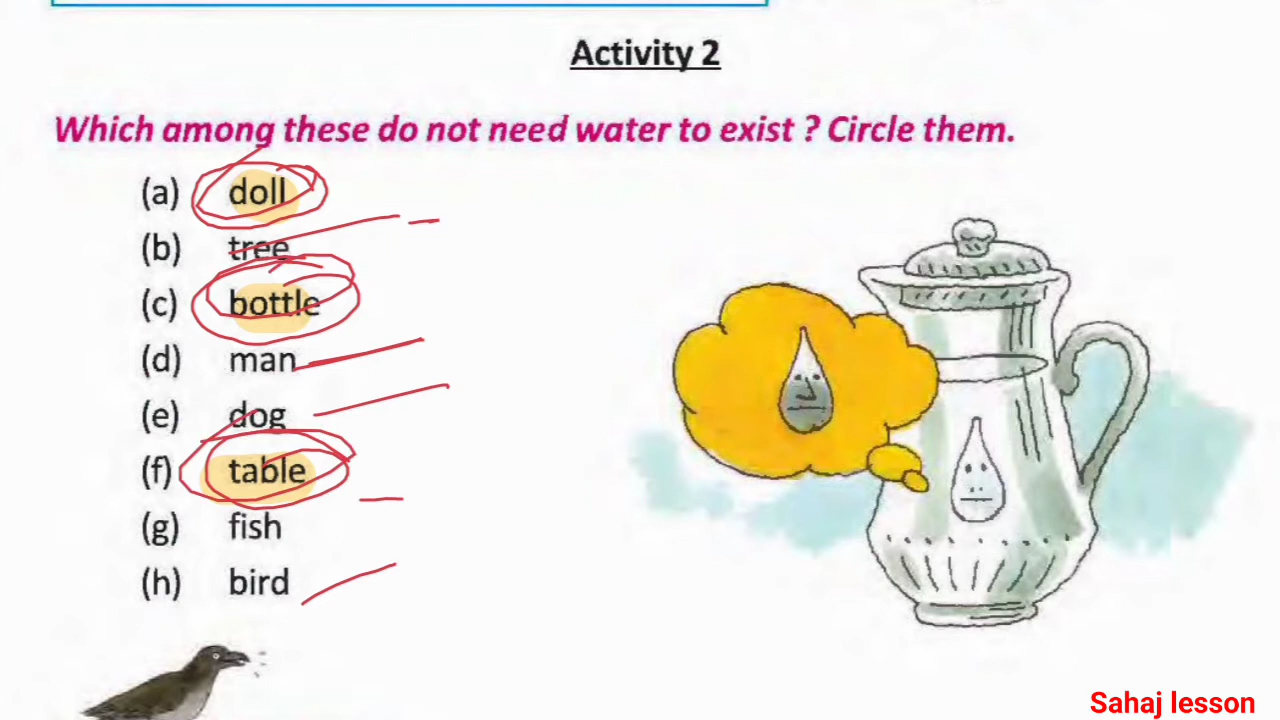 Activity 2
Which among these do not need water to exist ? Circle them.
(a) doll
(b) tree
(c) bottle
(d) man
(e) dog
(f) table
(g) fish
(h) bird
Sahaj lesson